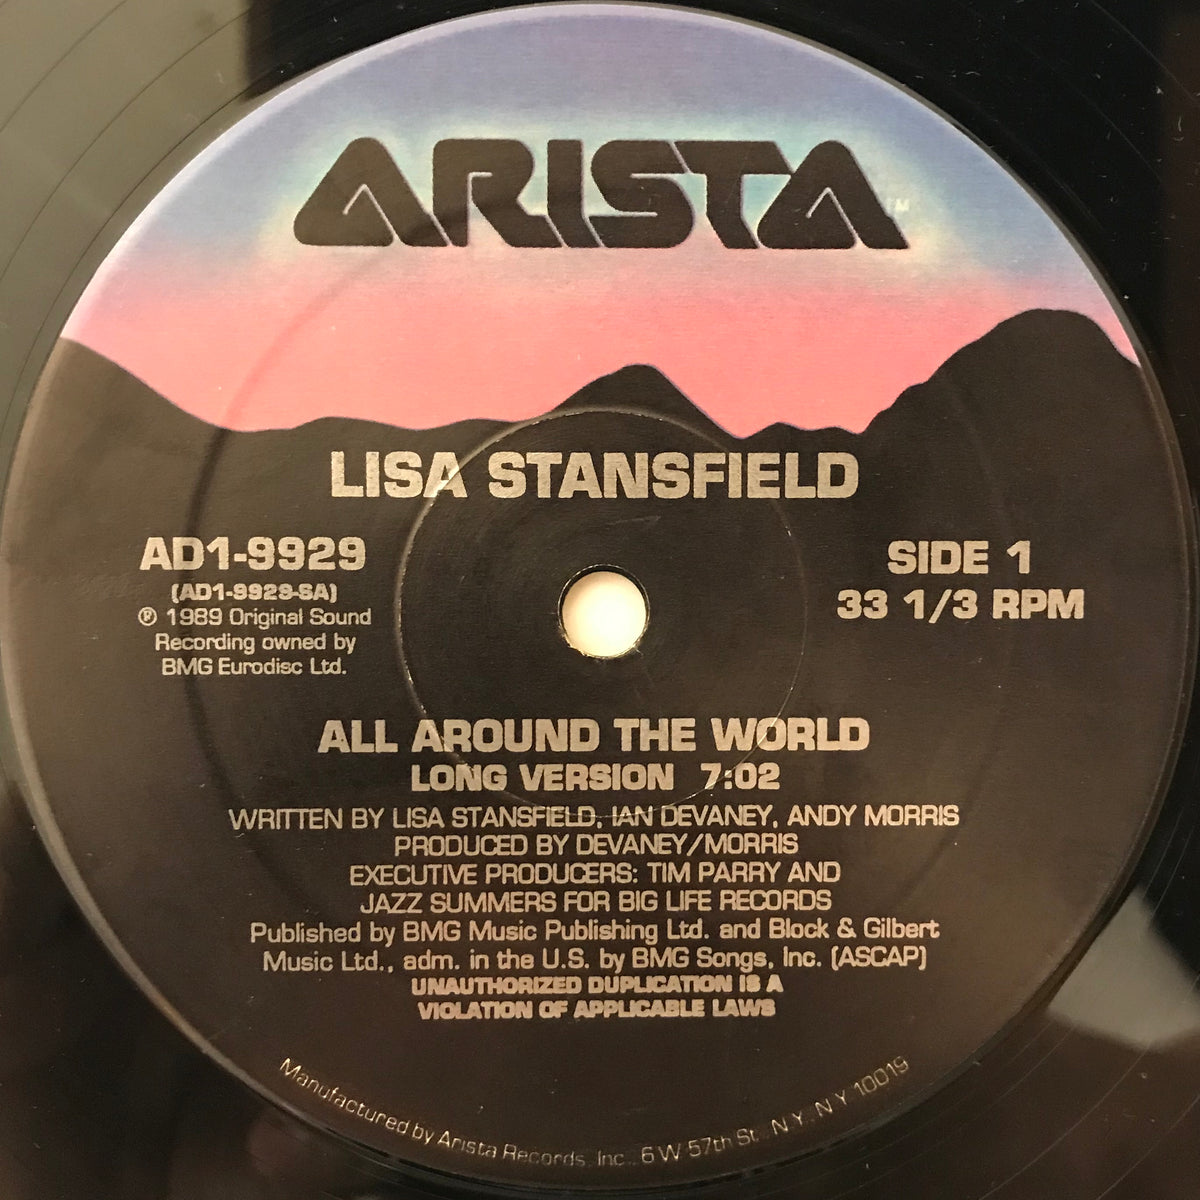 ARISTA™
LISA STANSFIELD
AD1-9929
(AD1-9929-SA)
℗ 1989 Original Sound
Recording owned by
BMG Eurodisc Ltd.
SIDE 1
33 1/3 RPM
ALL AROUND THE WORLD
LONG VERSION 7:02
WRITTEN BY LISA STANSFIELD, IAN DEVANEY, ANDY MORRIS
PRODUCED BY DEVANEY/MORRIS
EXECUTIVE PRODUCERS: TIM PARRY AND
JAZZ SUMMERS FOR BIG LIFE RECORDS
Published by BMG Music Publishing Ltd. and Block & Gilbert
Music Ltd., adm. in the U.S. by BMG Songs, Inc. (ASCAP)
UNAUTHORIZED DUPLICATION IS A
VIOLATION OF APPLICABLE LAWS
Manufactured by Arista Records, Inc., 6 W 57th St., N.Y., N.Y. 10019